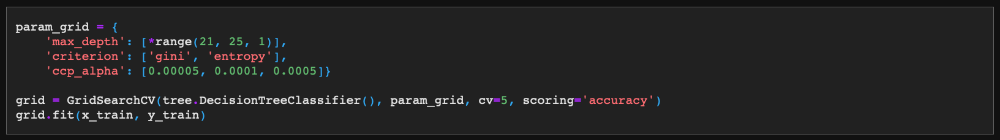 param_grid = {
    'max_depth': [*range(21, 25, 1)],
    'criterion': ['gini', 'entropy'],
    'ccp_alpha': [0.00005, 0.0001, 0.0005]}
grid = GridSearchCV(tree.DecisionTreeClassifier(), param_grid, cv=5, scoring='accuracy')
grid.fit(x_train, y_train)